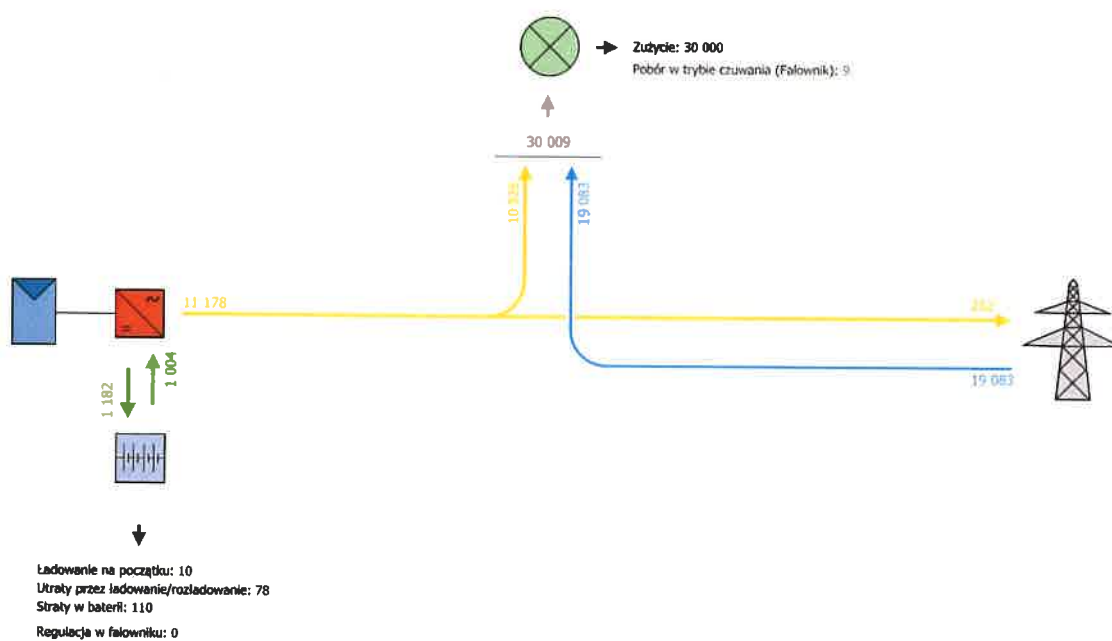 Zużycie: 30 000
Pobór w trybie czuwania (Falownik): 9
30 009
10 926
19 083
11 178
252
19 083
1 182
1 004
Ładowanie na początku: 10
Utraty przez ładowanie/rozładowanie: 78
Straty w baterii: 110
Regulacja w falowniku: 0